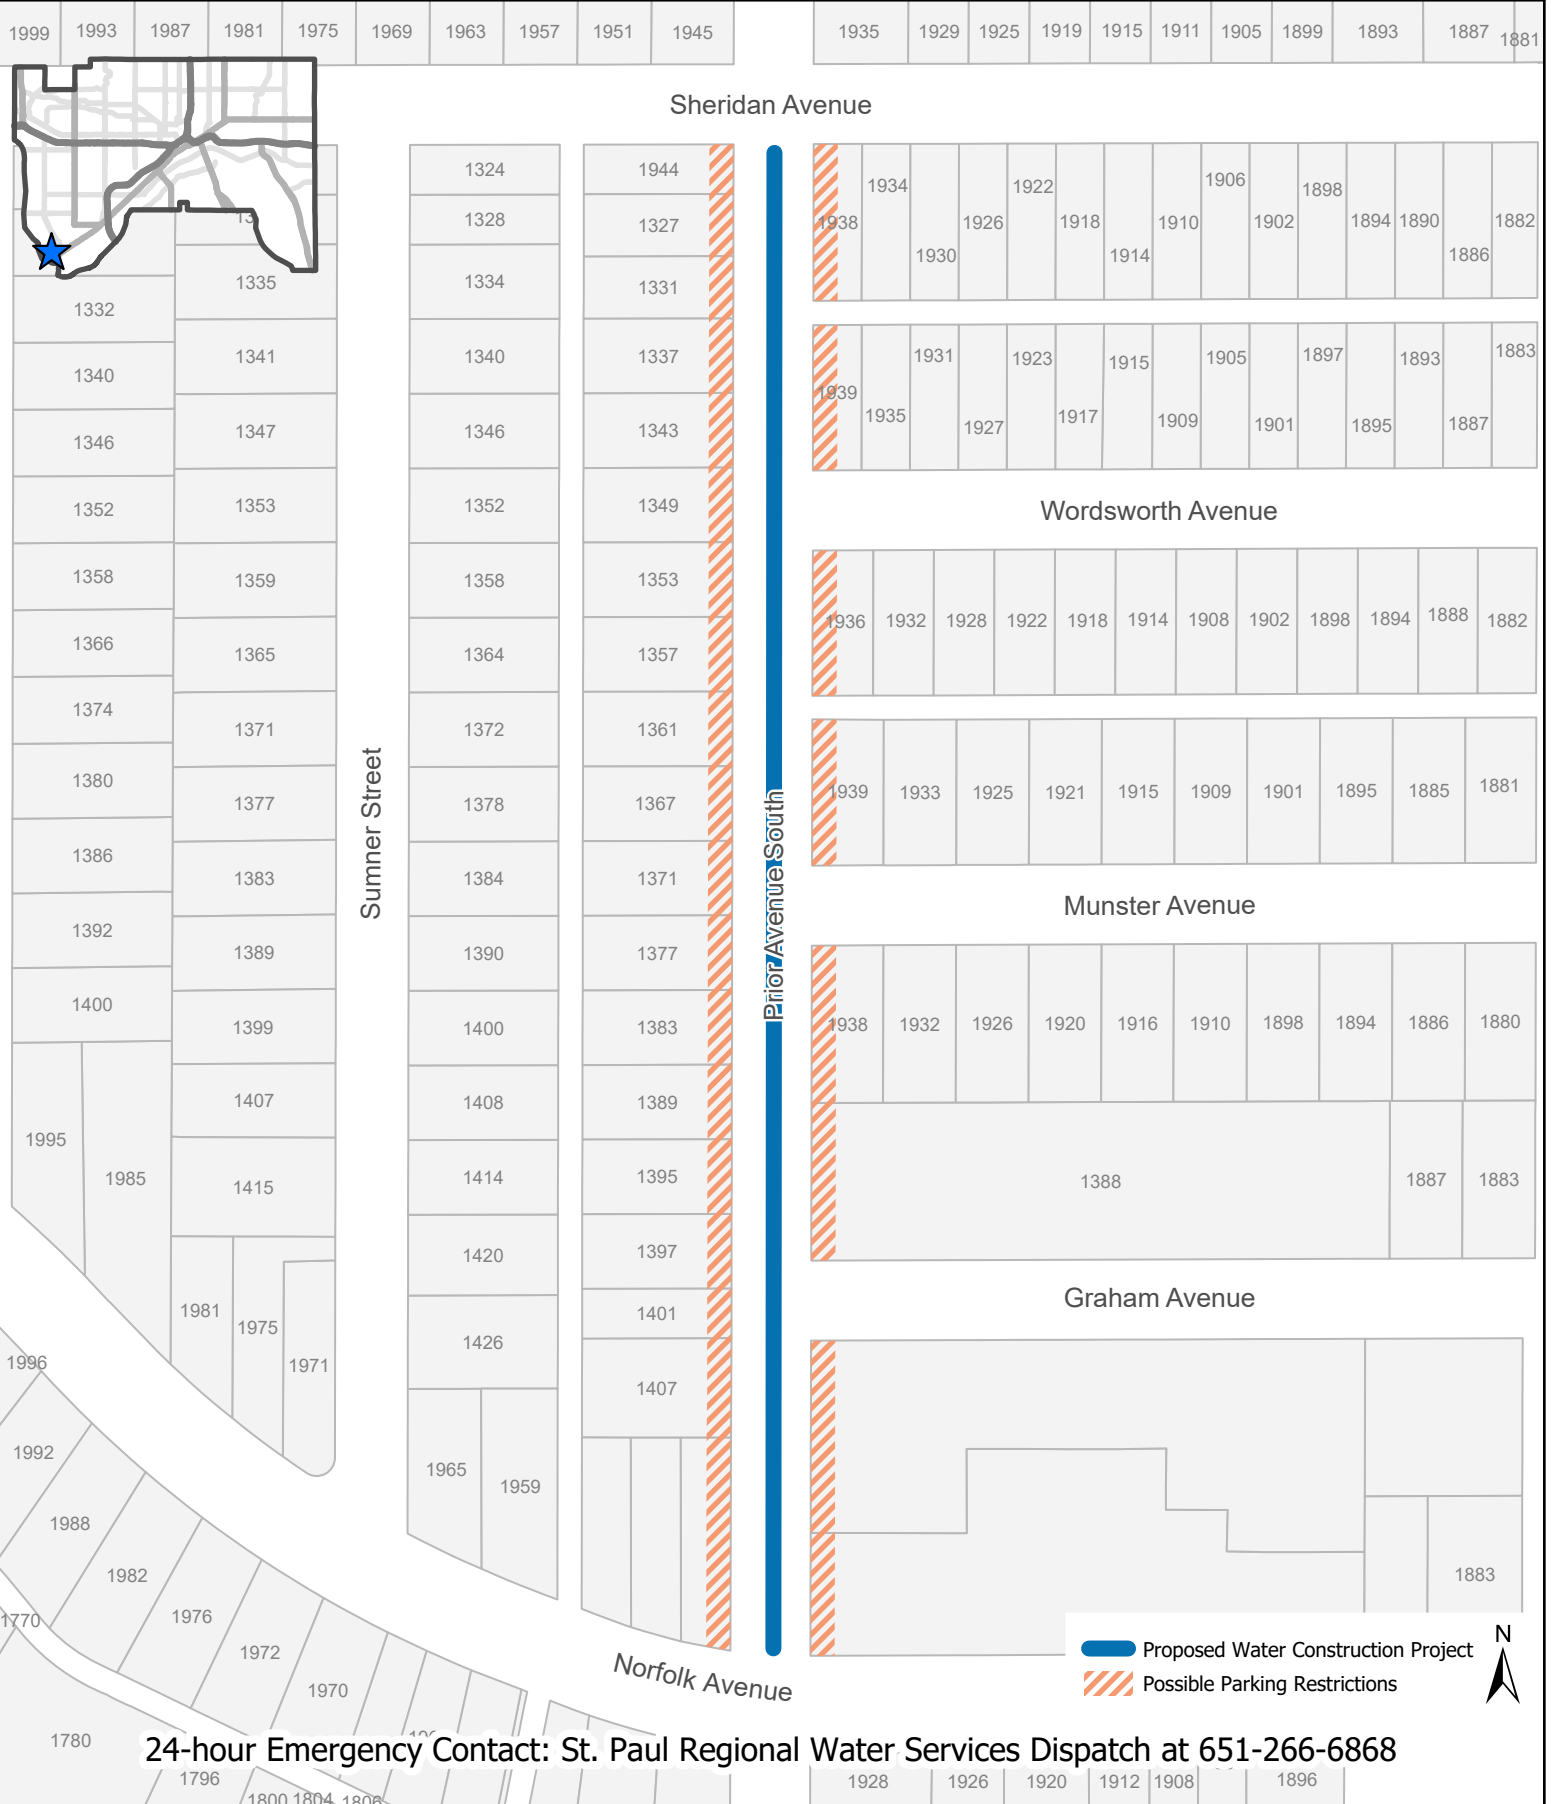 1999 1993 1987 1981 1975 1969 1963 1957 1951 1945 1935 1929 1925 1919 1915 1911 1905 1899 1893 1887 1881
Sheridan Avenue
1324 1944 1934 1922 1906 1898
1328 1327 1938 1930 1926 1918 1914 1910 1902 1894 1890 1886 1882
1335 1334 1331
1332
1341 1340 1337 1931 1923 1915 1905 1897 1893 1883
1340 1939 1935 1927 1917 1909 1901 1895 1887
1347 1346 1343
1346
1352 1353 1352 1349
Wordsworth Avenue
1358 1359 1358 1353
1366 1365 1364 1357 1936 1932 1928 1922 1918 1914 1908 1902 1898 1894 1888 1882
1374 1371 1372 1361
1380 1377 1378 1367 1939 1933 1925 1921 1915 1909 1901 1895 1885 1881
Sumner Street
Prior Avenue South
1386 1383 1384 1371
Munster Avenue
1392 1389 1390 1377
1400 1399 1400 1383 1938 1932 1926 1920 1916 1910 1898 1894 1886 1880
1407 1408 1389
1995 1985 1415 1414 1395 1388 1887 1883
1420 1397
Graham Avenue
1981 1975 1971 1426 1401
1996 1407
1992 1965 1959
1988
1982 1883
1770 1976
1972
1970
Norfolk Avenue
Proposed Water Construction Project
Possible Parking Restrictions
N
1780
24-hour Emergency Contact: St. Paul Regional Water Services Dispatch at 651-266-6868
1796 1928 1926 1920 1912 1908 1896
1800 1804 1806